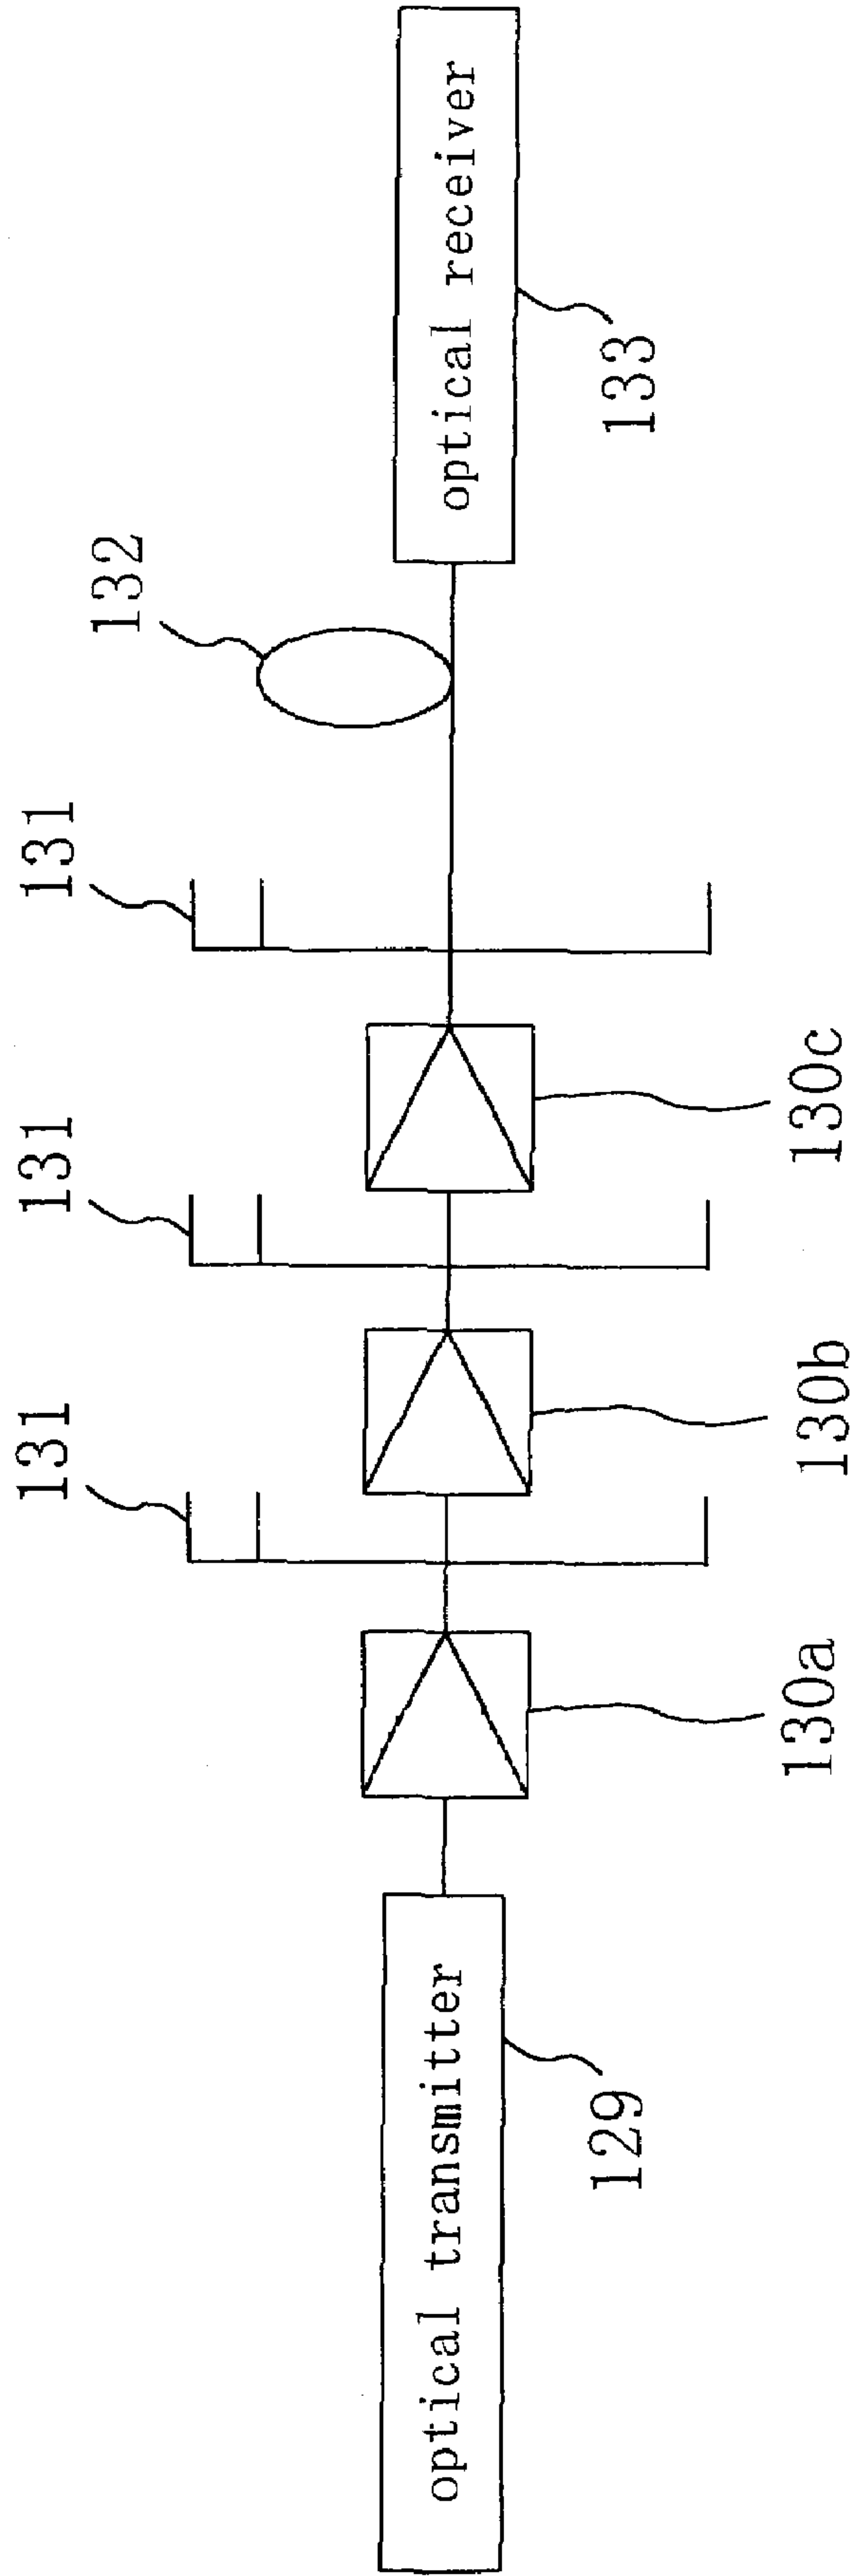 131
131
131
132
optical transmitter
optical receiver
129
130a
130b
130c
133